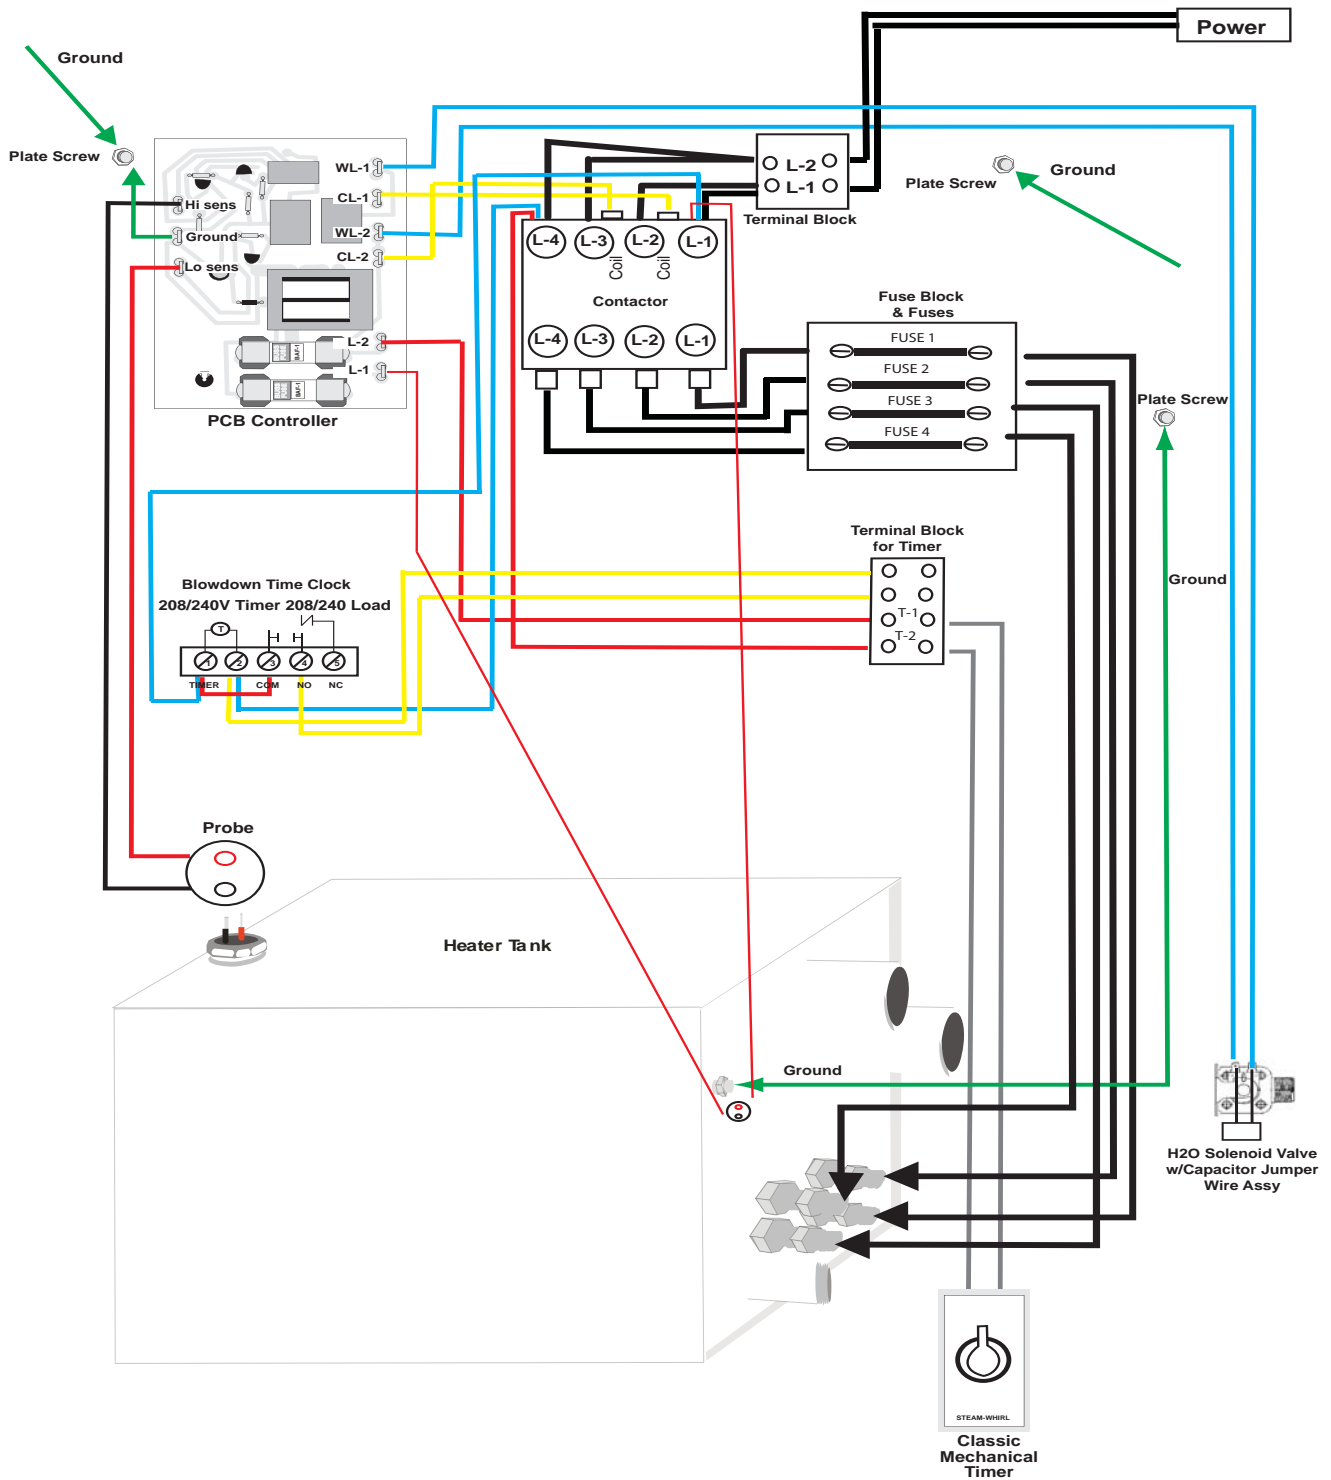 Power
Ground
Plate Screw
WL-1
CL-1
WL-2
CL-2
Hi sens
Ground
Lo sens
L-2
L-1
BAF-1
BAF-1
PCB Controller
L-2
L-1
Terminal Block
Plate Screw
Ground
L-4
L-3
L-2
L-1
Coil
Coil
Contactor
L-4
L-3
L-2
L-1
Fuse Block
& Fuses
FUSE 1
FUSE 2
FUSE 3
FUSE 4
Plate Screw
Ground
Terminal Block
for Timer
T-1
T-2
Blowdown Time Clock
208/240V Timer 208/240 Load
T
1
2
3
4
5
TIMER
COM
NO
NC
Probe
Heater Tank
Ground
H2O Solenoid Valve
w/Capacitor Jumper
Wire Assy
STEAM-WHIRL
Classic
Mechanical
Timer